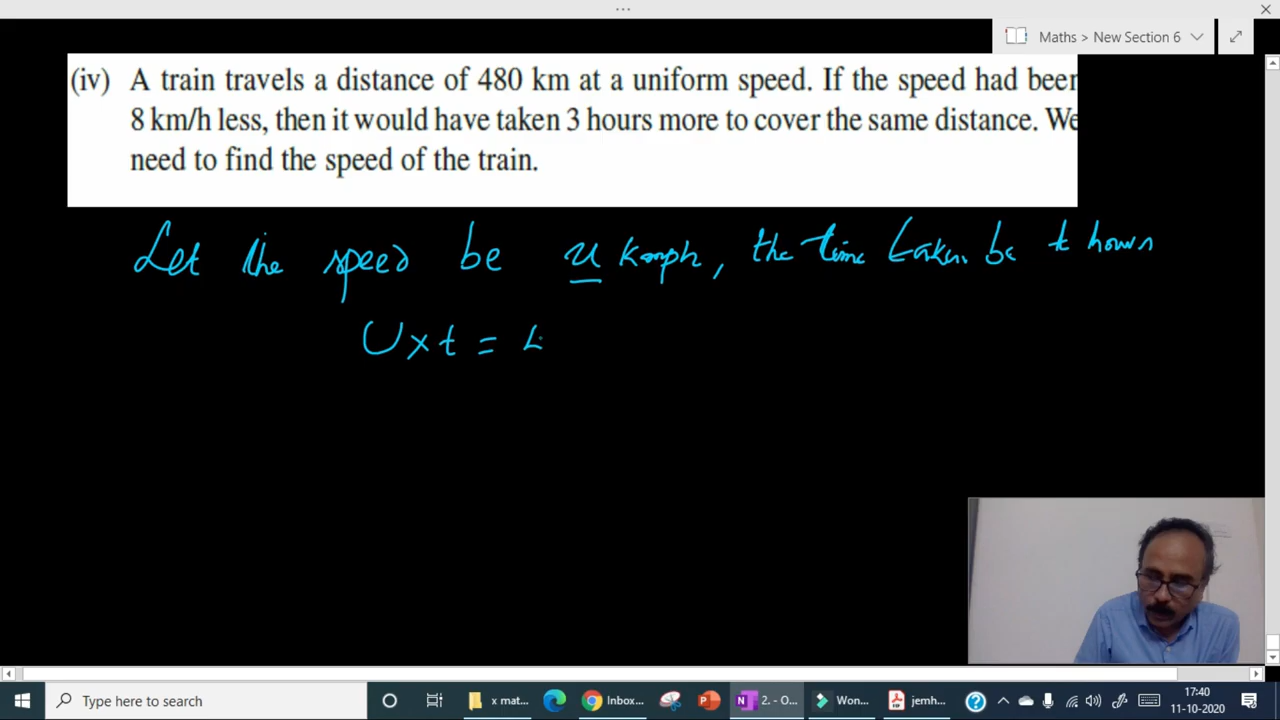 Maths > New Section 6
(iv) A train travels a distance of 480 km at a uniform speed. If the speed had been
8 km/h less, then it would have taken 3 hours more to cover the same distance. We
need to find the speed of the train.
Let the speed be u kmph, the time taken be t hours
U x t = 4
Type here to search
x mat...
Inbox...
2. - O...
Won...
jemh...
17:40
11-10-2020